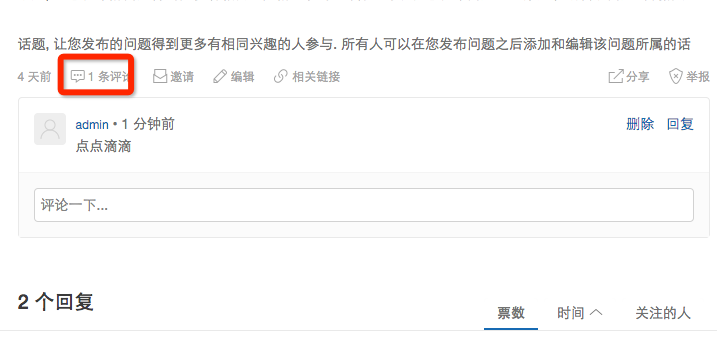 话题, 让您发布的问题得到更多有相同兴趣的人参与. 所有人可以在您发布问题之后添加和编辑该问题所属的话
4 天前 1 条评论 邀请 编辑 相关链接 分享 举报
admin • 1 分钟前 删除 回复
点点滴滴
评论一下...
2 个回复
票数 时间 关注的人